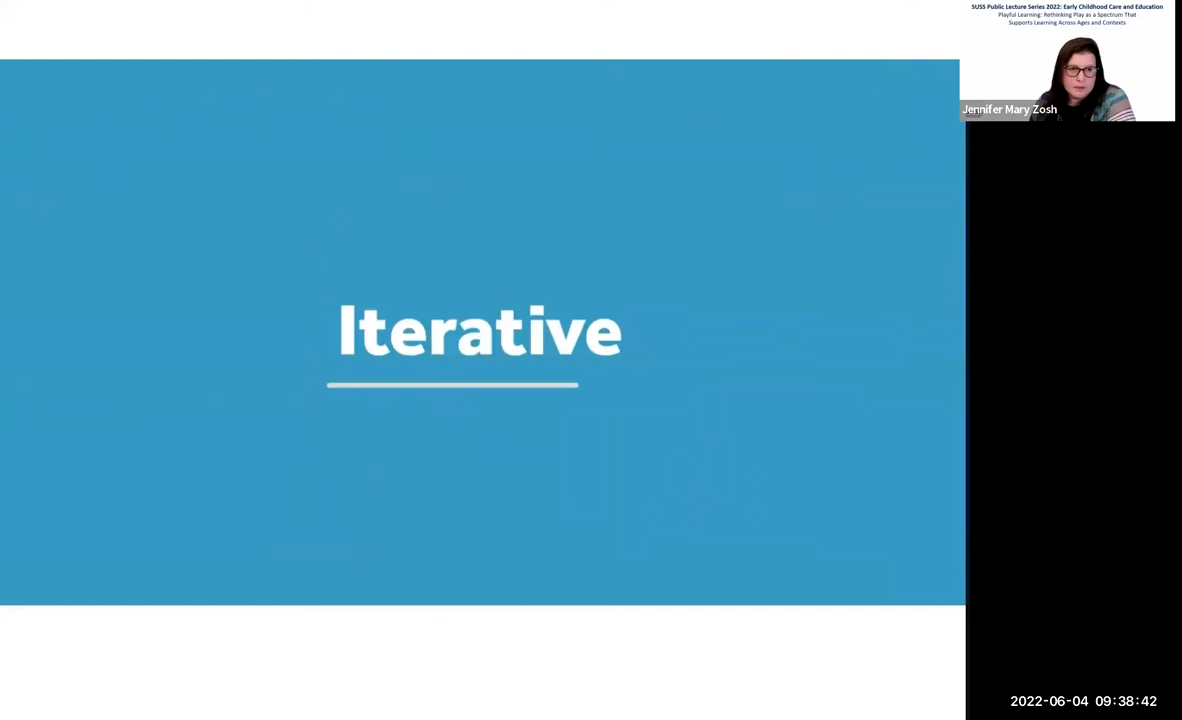 SUSS Public Lecture Series 2022: Early Childhood Care and Education
Playful Learning: Rethinking Play as a Spectrum That
Supports Learning Across Ages and Contexts
Jennifer Mary Zosh
Iterative
2022-06-04 09:38:42